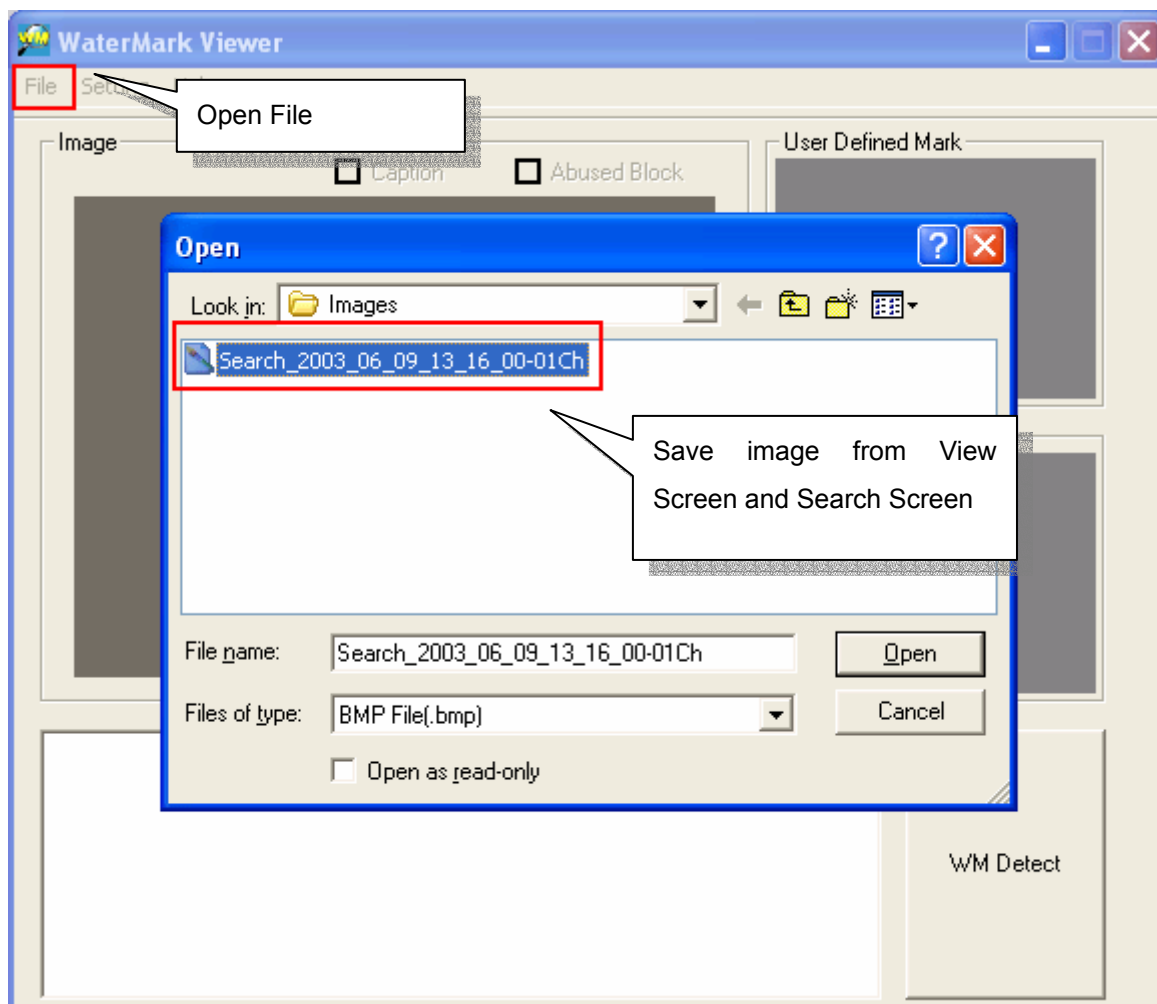 WaterMark Viewer
File
Open File
Image
Caption
Abused Block
User Defined Mark
Open
Look in: Images
Search_2003_06_09_13_16_00-01Ch
Save image from View
Screen and Search Screen
File name: Search_2003_06_09_13_16_00-01Ch
Open
Files of type: BMP File(.bmp)
Cancel
Open as read-only
WM Detect